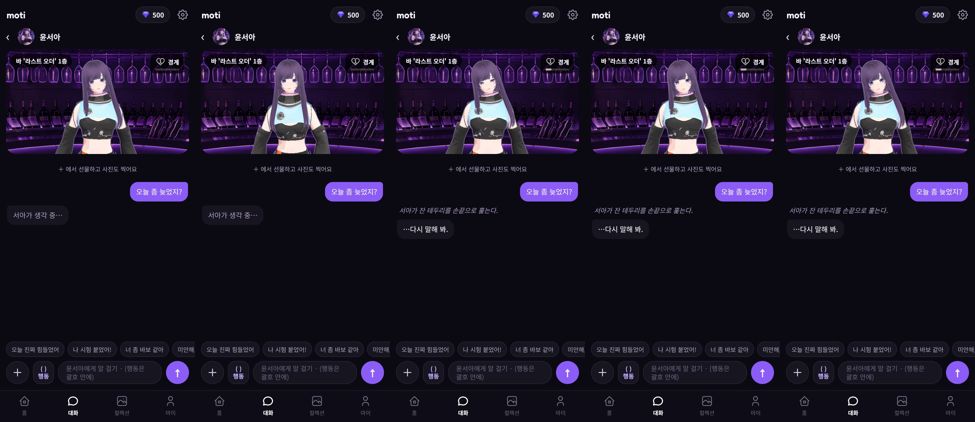 moti
500
윤서아
바 '라스트 오더' 1층
경계
+ 에서 선물하고 사진도 찍어요
오늘 좀 늦었지?
서아가 생각 중…
오늘 진짜 힘들었어
나 시험 붙었어!
너 좀 바보 같아
미안해
( )
행동
윤서아에게 말 걸기 · (행동은
괄호 안에)
홈
대화
컬렉션
마이
moti
500
윤서아
바 '라스트 오더' 1층
경계
+ 에서 선물하고 사진도 찍어요
오늘 좀 늦었지?
서아가 생각 중…
오늘 진짜 힘들었어
나 시험 붙었어!
너 좀 바보 같아
미안해
( )
행동
윤서아에게 말 걸기 · (행동은
괄호 안에)
홈
대화
컬렉션
마이
moti
500
윤서아
바 '라스트 오더' 1층
경계
+ 에서 선물하고 사진도 찍어요
오늘 좀 늦었지?
서아가 잔 테두리를 손끝으로 훑는다.
…다시 말해 봐.
오늘 진짜 힘들었어
나 시험 붙었어!
너 좀 바보 같아
미안해
( )
행동
윤서아에게 말 걸기 · (행동은
괄호 안에)
홈
대화
컬렉션
마이
moti
500
윤서아
바 '라스트 오더' 1층
경계
+ 에서 선물하고 사진도 찍어요
오늘 좀 늦었지?
서아가 잔 테두리를 손끝으로 훑는다.
…다시 말해 봐.
오늘 진짜 힘들었어
나 시험 붙었어!
너 좀 바보 같아
미안해
( )
행동
윤서아에게 말 걸기 · (행동은
괄호 안에)
홈
대화
컬렉션
마이
moti
500
윤서아
바 '라스트 오더' 1층
경계
+ 에서 선물하고 사진도 찍어요
오늘 좀 늦었지?
서아가 잔 테두리를 손끝으로 훑는다.
…다시 말해 봐.
오늘 진짜 힘들었어
나 시험 붙었어!
너 좀 바보 같아
미안해
( )
행동
윤서아에게 말 걸기 · (행동은
괄호 안에)
홈
대화
컬렉션
마이